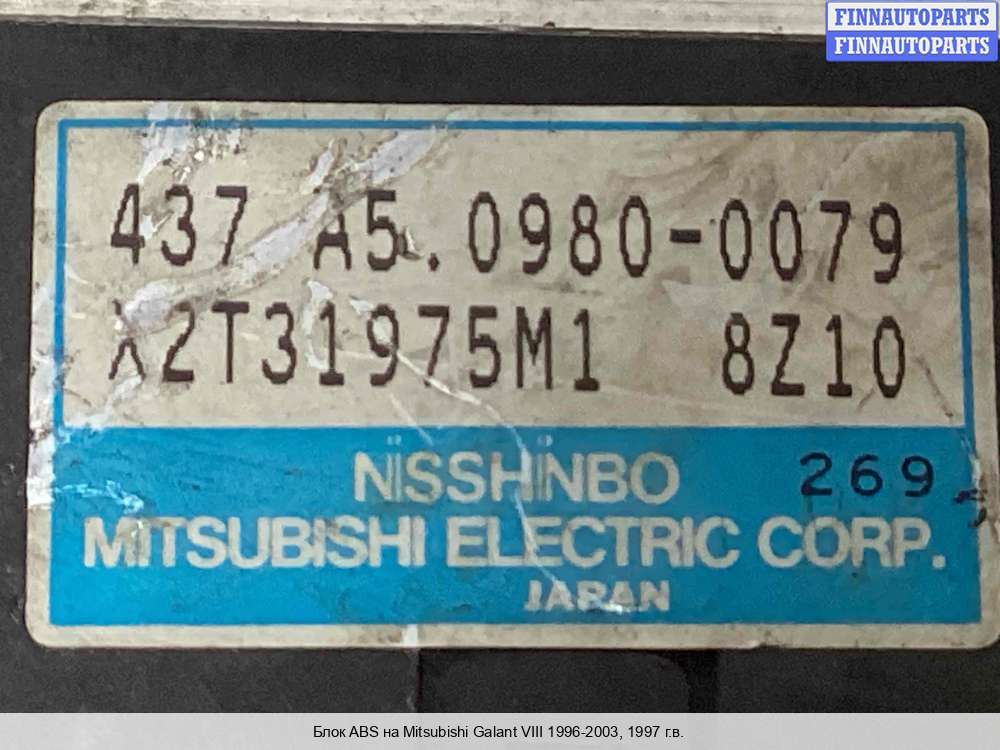 FINNAUTOPARTS
FINNAUTOPARTS
437 A5.0980-0079
X2T31975M1 8Z10
NISSHINBO 269
MITSUBISHI ELECTRIC CORP.
JAPAN
Блок ABS на Mitsubishi Galant VIII 1996-2003, 1997 г.в.